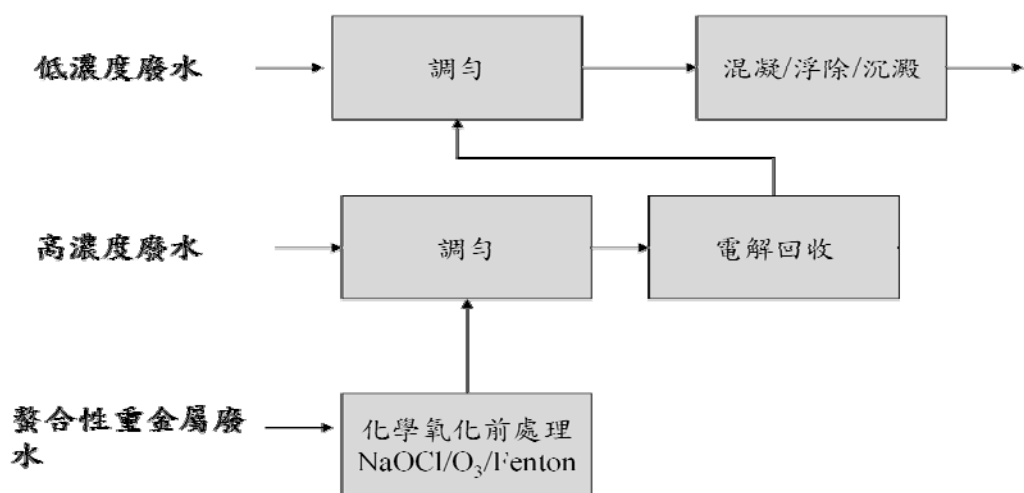 低濃度廢水
調勻
混凝/浮除/沉澱
高濃度廢水
調勻
電解回收
螯合性重金屬廢
水
化學氧化前處理
NaOCl/O₃/Fenton